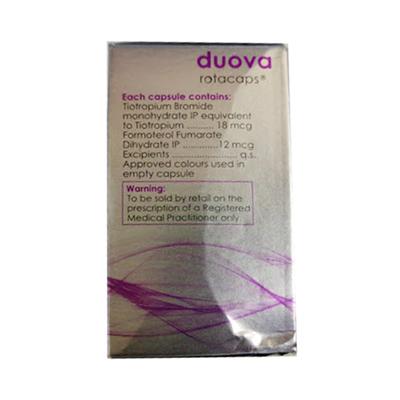 duova
rotacaps®
Each capsule contains:
Tiotropium Bromide
monohydrate IP equivalent
to Tiotropium .......... 18 mcg
Formoterol Fumarate
Dihydrate IP .............12 mcg
Excipients ........................ q.s.
Approved colours used in
empty capsule
Warning:
To be sold by retail on the
prescription of a Registered
Medical Practitioner only